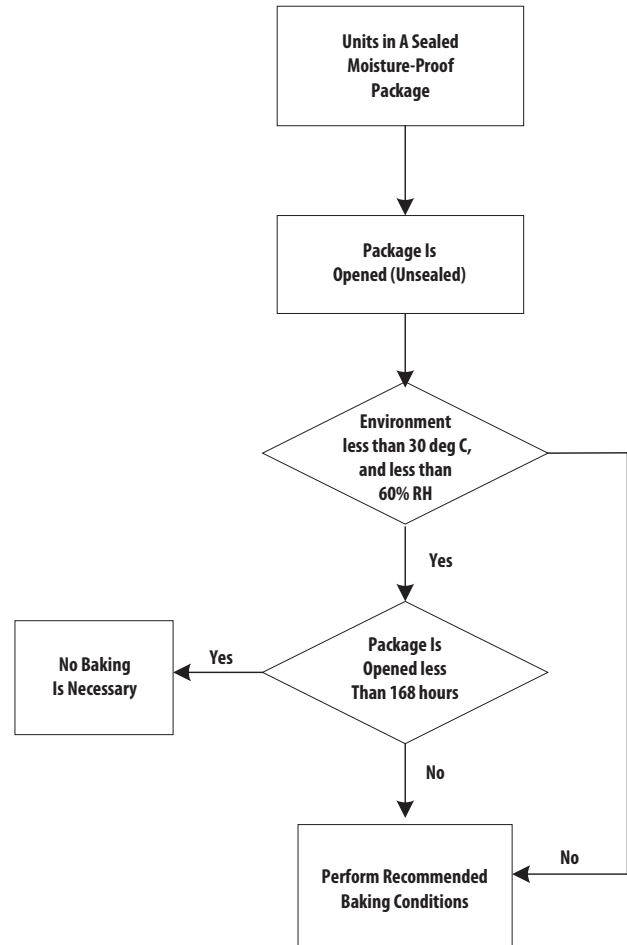 Units in A Sealed
Moisture-Proof
Package
Package Is
Opened (Unsealed)
Environment
less than 30 deg C,
and less than
60% RH
Yes
No Baking
Is Necessary
Yes
Package Is
Opened less
Than 168 hours
No
Perform Recommended
Baking Conditions
No